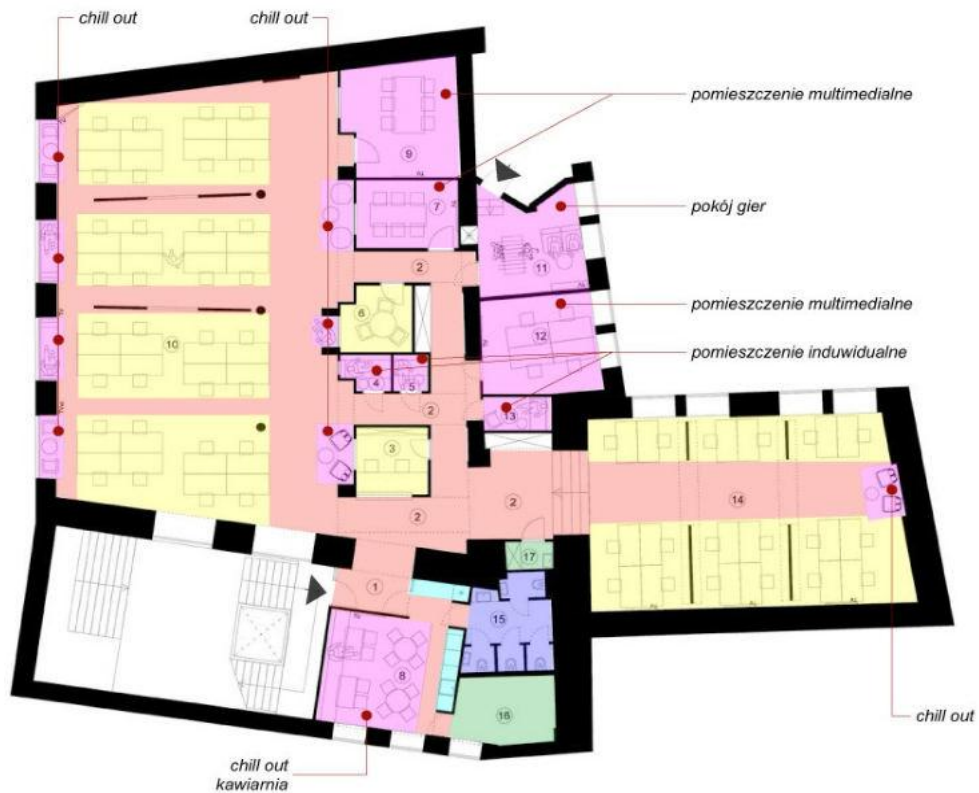 chill out
chill out
pomieszczenie multimedialne
9
7
pokój gier
2
11
6
pomieszczenie multimedialne
12
10
pomieszczenie induwidualne
4
5
13
2
3
14
2
2
17
1
15
8
16
chill out
chill out
kawiarnia